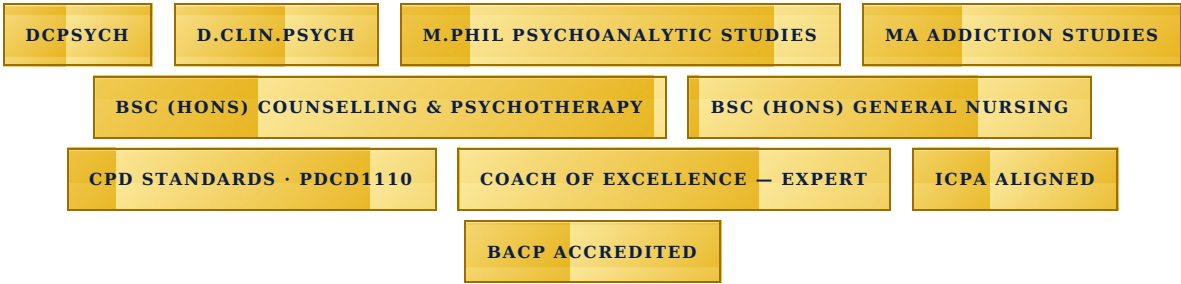 DCPSYCH D.CLIN.PSYCH M.PHIL PSYCHOANALYTIC STUDIES MA ADDICTION STUDIES
BSC (HONS) COUNSELLING & PSYCHOTHERAPY BSC (HONS) GENERAL NURSING
CPD STANDARDS · PDCD1110 COACH OF EXCELLENCE — EXPERT ICPA ALIGNED
BACP ACCREDITED